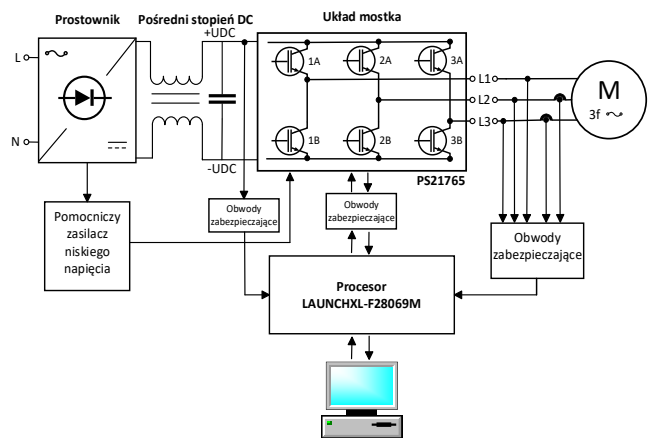 Prostownik
Pośredni stopień DC
Układ mostka
+UDC
L
N
-UDC
1A
2A
3A
1B
2B
3B
PS21765
L1
L2
L3
M
3f
Pomocniczy
zasilacz
niskiego
napięcia
Obwody
zabezpieczające
Obwody
zabezpieczające
Obwody
zabezpieczające
Procesor
LAUNCHXL-F28069M